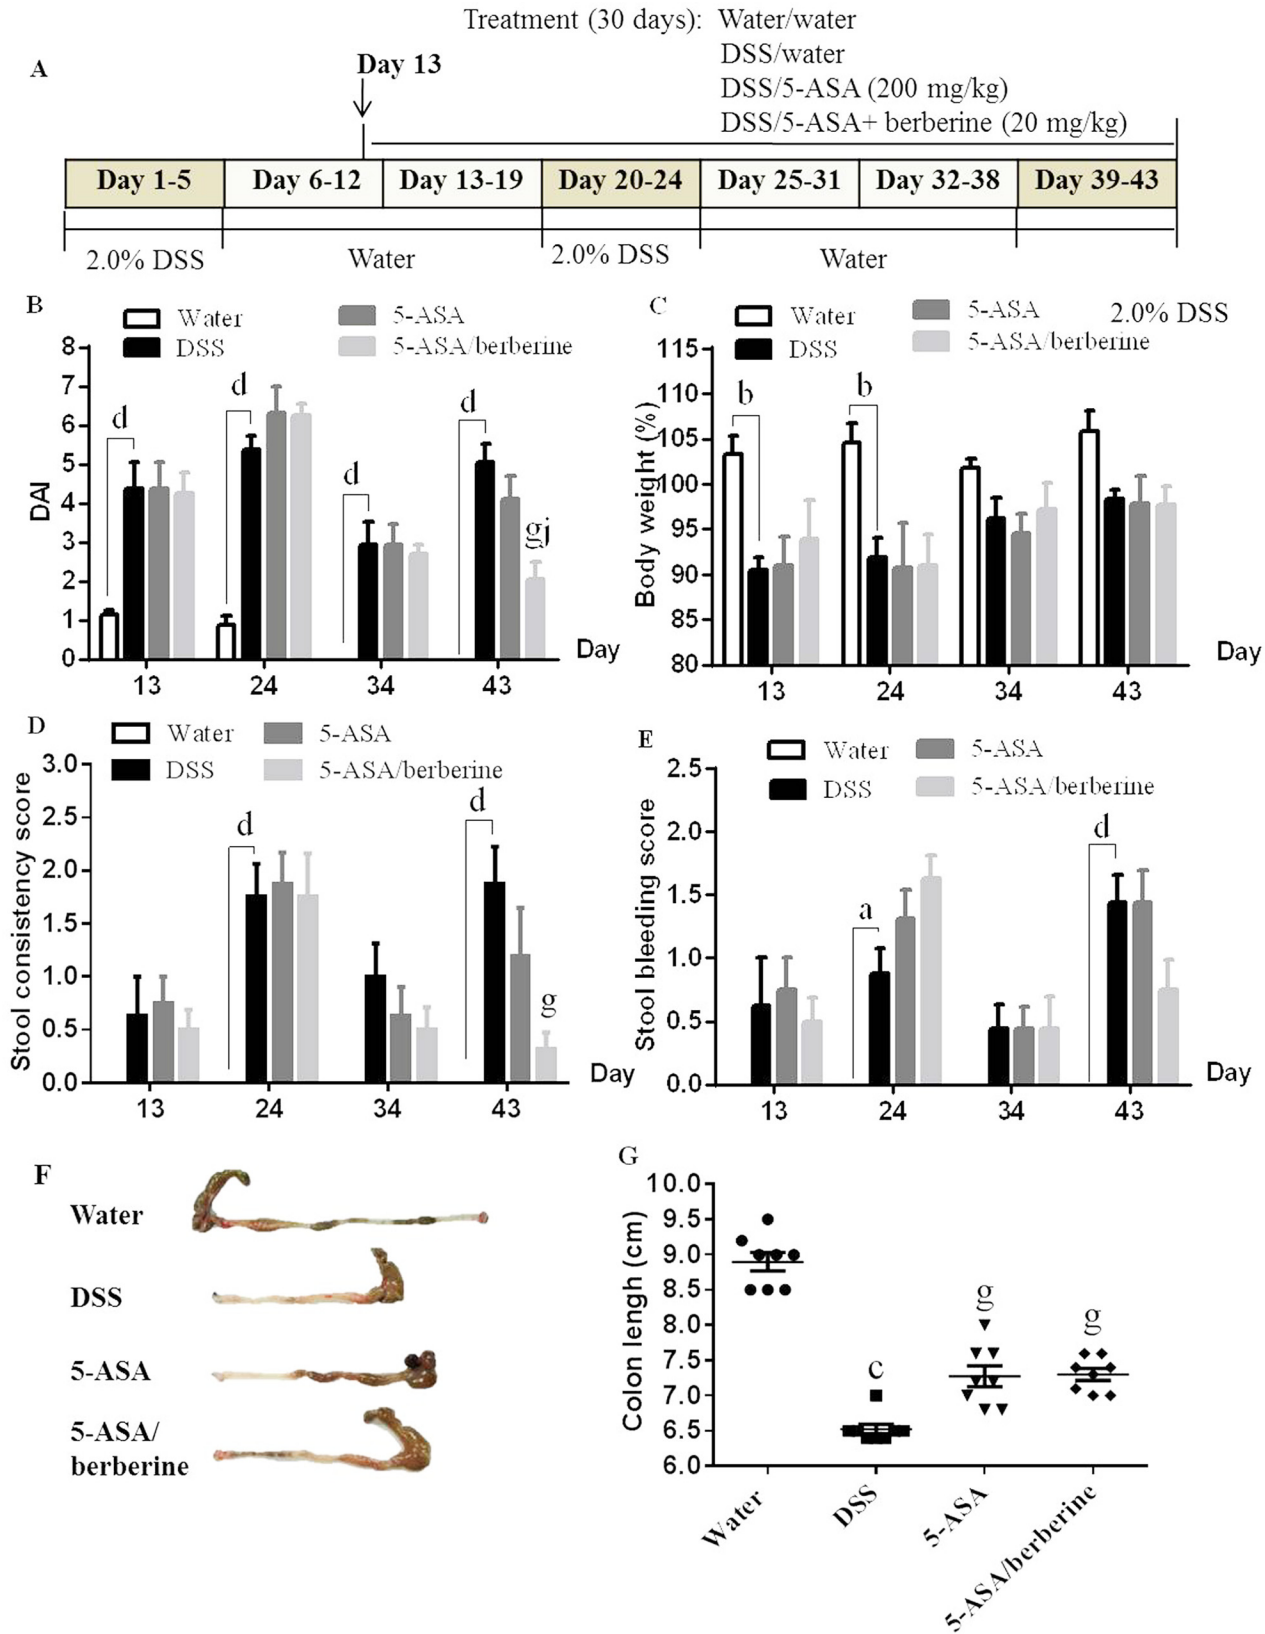 Treatment (30 days): Water/water
DSS/water
DSS/5-ASA (200 mg/kg)
DSS/5-ASA+ berberine (20 mg/kg)
A
Day 13
Day 1-5 Day 6-12 Day 13-19 Day 20-24 Day 25-31 Day 32-38 Day 39-43
2.0% DSS Water 2.0% DSS Water
2.0% DSS
B
Water 5-ASA
DSS 5-ASA/berberine
DAI
8
7
6
5
4
3
2
1
0
d
d
d
d
gj
Day
13 24 34 43
C
Water 5-ASA
DSS 5-ASA/berberine
Body weight (%)
115
110
105
100
95
90
85
80
b
b
Day
13 24 34 43
D
Water 5-ASA
DSS 5-ASA/berberine
Stool consistency score
3.0
2.5
2.0
1.5
1.0
0.5
0.0
d
d
g
Day
13 24 34 43
E
Water 5-ASA
DSS 5-ASA/berberine
Stool bleeding score
2.5
2.0
1.5
1.0
0.5
0.0
a
d
Day
13 24 34 43
F
Water
DSS
5-ASA
5-ASA/
berberine
G
Colon lengh (cm)
10.0
9.5
9.0
8.5
8.0
7.5
7.0
6.5
6.0
c
g
g
Water
DSS
5-ASA
5-ASA/berberine